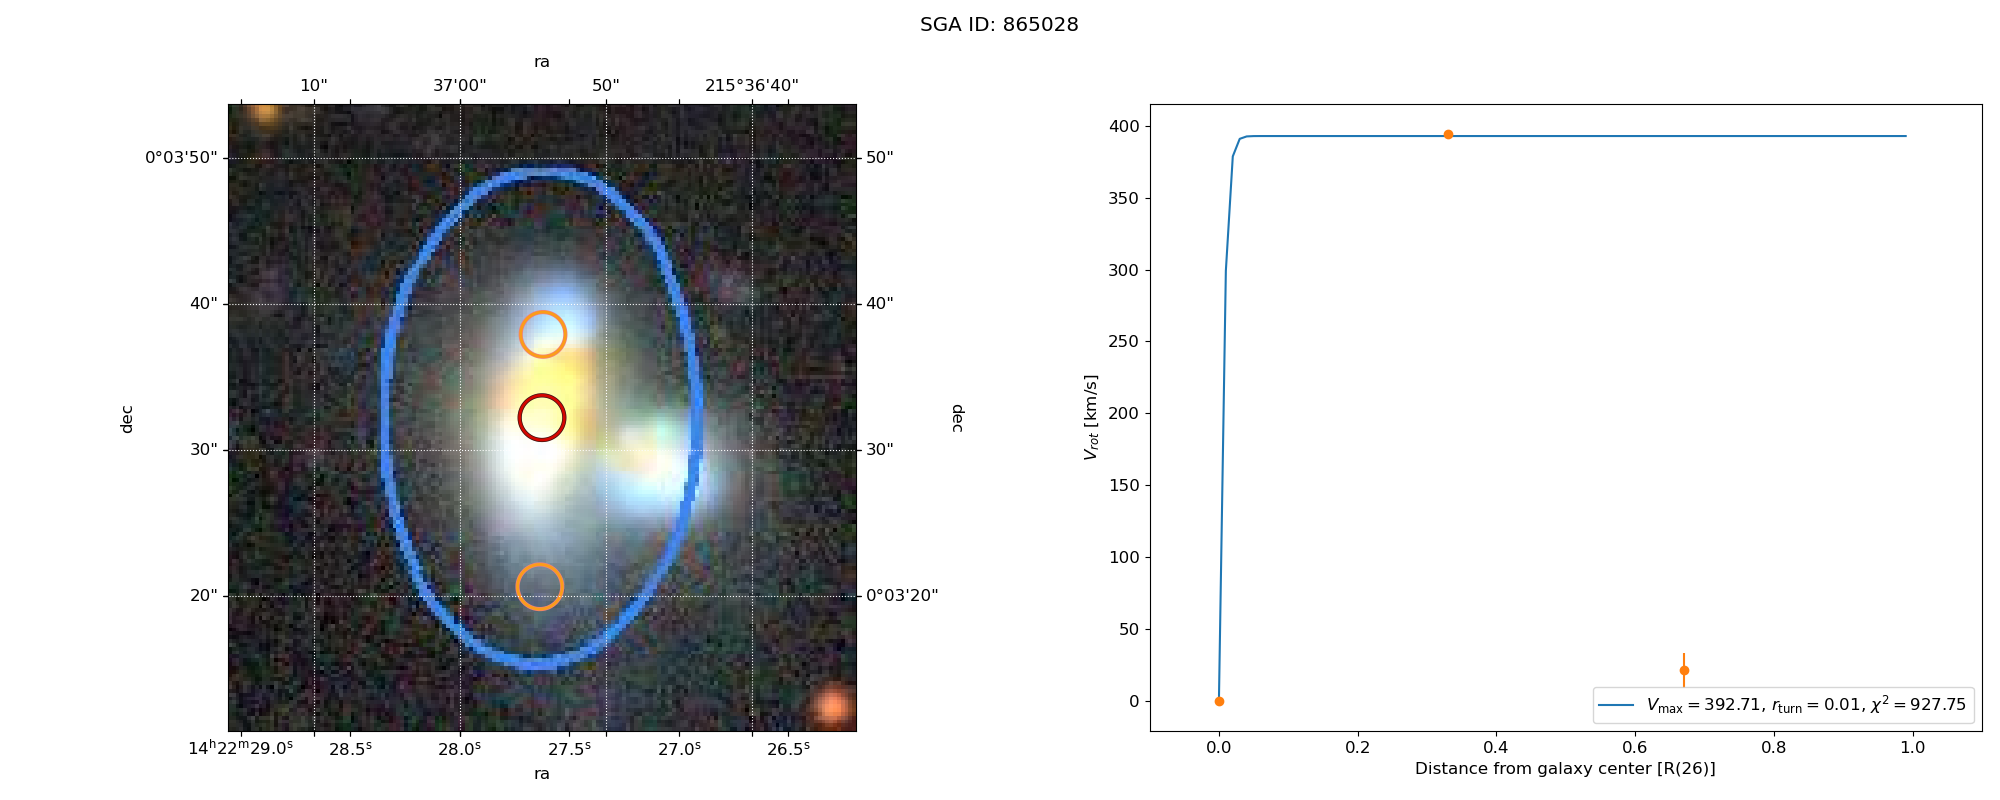 SGA ID: 865028
ra
10" 37'00" 50" 215°36'40"
0°03'50" 50"
40" 40"
dec dec
30" 30"
20" 0°03'20"
14ʰ22ᵐ29.0ˢ 28.5ˢ 28.0ˢ 27.5ˢ 27.0ˢ 26.5ˢ
ra
400
350
300
250
200
150
100
50
0
V_rot [km/s]
V_max = 392.71, r_turn = 0.01, χ² = 927.75
0.0 0.2 0.4 0.6 0.8 1.0
Distance from galaxy center [R(26)]